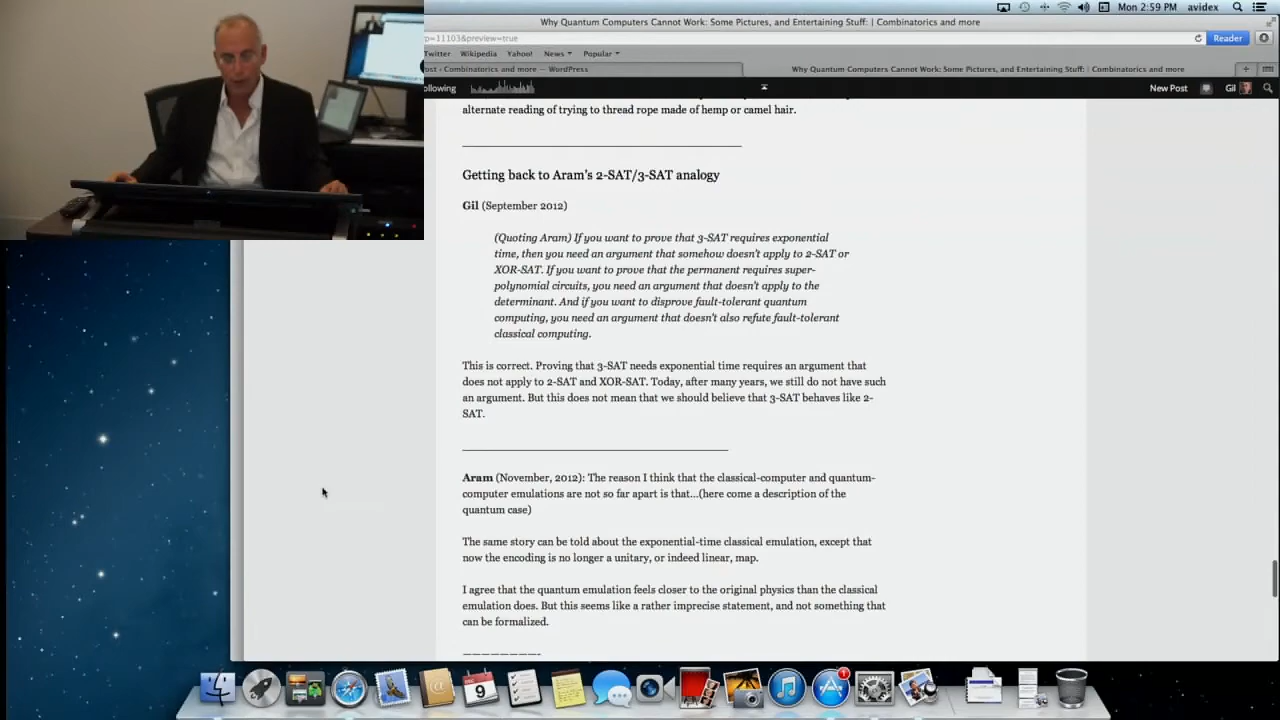 Mon 2:59 PM avidex
Why Quantum Computers Cannot Work: Some Pictures, and Entertaining Stuff: | Combinatorics and more
p=11103&preview=true
Reader
Twitter Wikipedia Yahoo! News Popular
ost ‹ Combinatorics and more — WordPress
Why Quantum Computers Cannot Work: Some Pictures, and Entertaining Stuff: | Combinatorics and more
ollowing
New Post Gil
alternate reading of trying to thread rope made of hemp or camel hair.
Getting back to Aram's 2-SAT/3-SAT analogy
Gil (September 2012)
(Quoting Aram) If you want to prove that 3-SAT requires exponential
time, then you need an argument that somehow doesn't apply to 2-SAT or
XOR-SAT. If you want to prove that the permanent requires super-
polynomial circuits, you need an argument that doesn't apply to the
determinant. And if you want to disprove fault-tolerant quantum
computing, you need an argument that doesn't also refute fault-tolerant
classical computing.
This is correct. Proving that 3-SAT needs exponential time requires an argument that
does not apply to 2-SAT and XOR-SAT. Today, after many years, we still do not have such
an argument. But this does not mean that we should believe that 3-SAT behaves like 2-
SAT.
Aram (November, 2012): The reason I think that the classical-computer and quantum-
computer emulations are not so far apart is that...(here come a description of the
quantum case)
The same story can be told about the exponential-time classical emulation, except that
now the encoding is no longer a unitary, or indeed linear, map.
I agree that the quantum emulation feels closer to the original physics than the classical
emulation does. But this seems like a rather imprecise statement, and not something that
can be formalized.
———————-
DEC
9
1